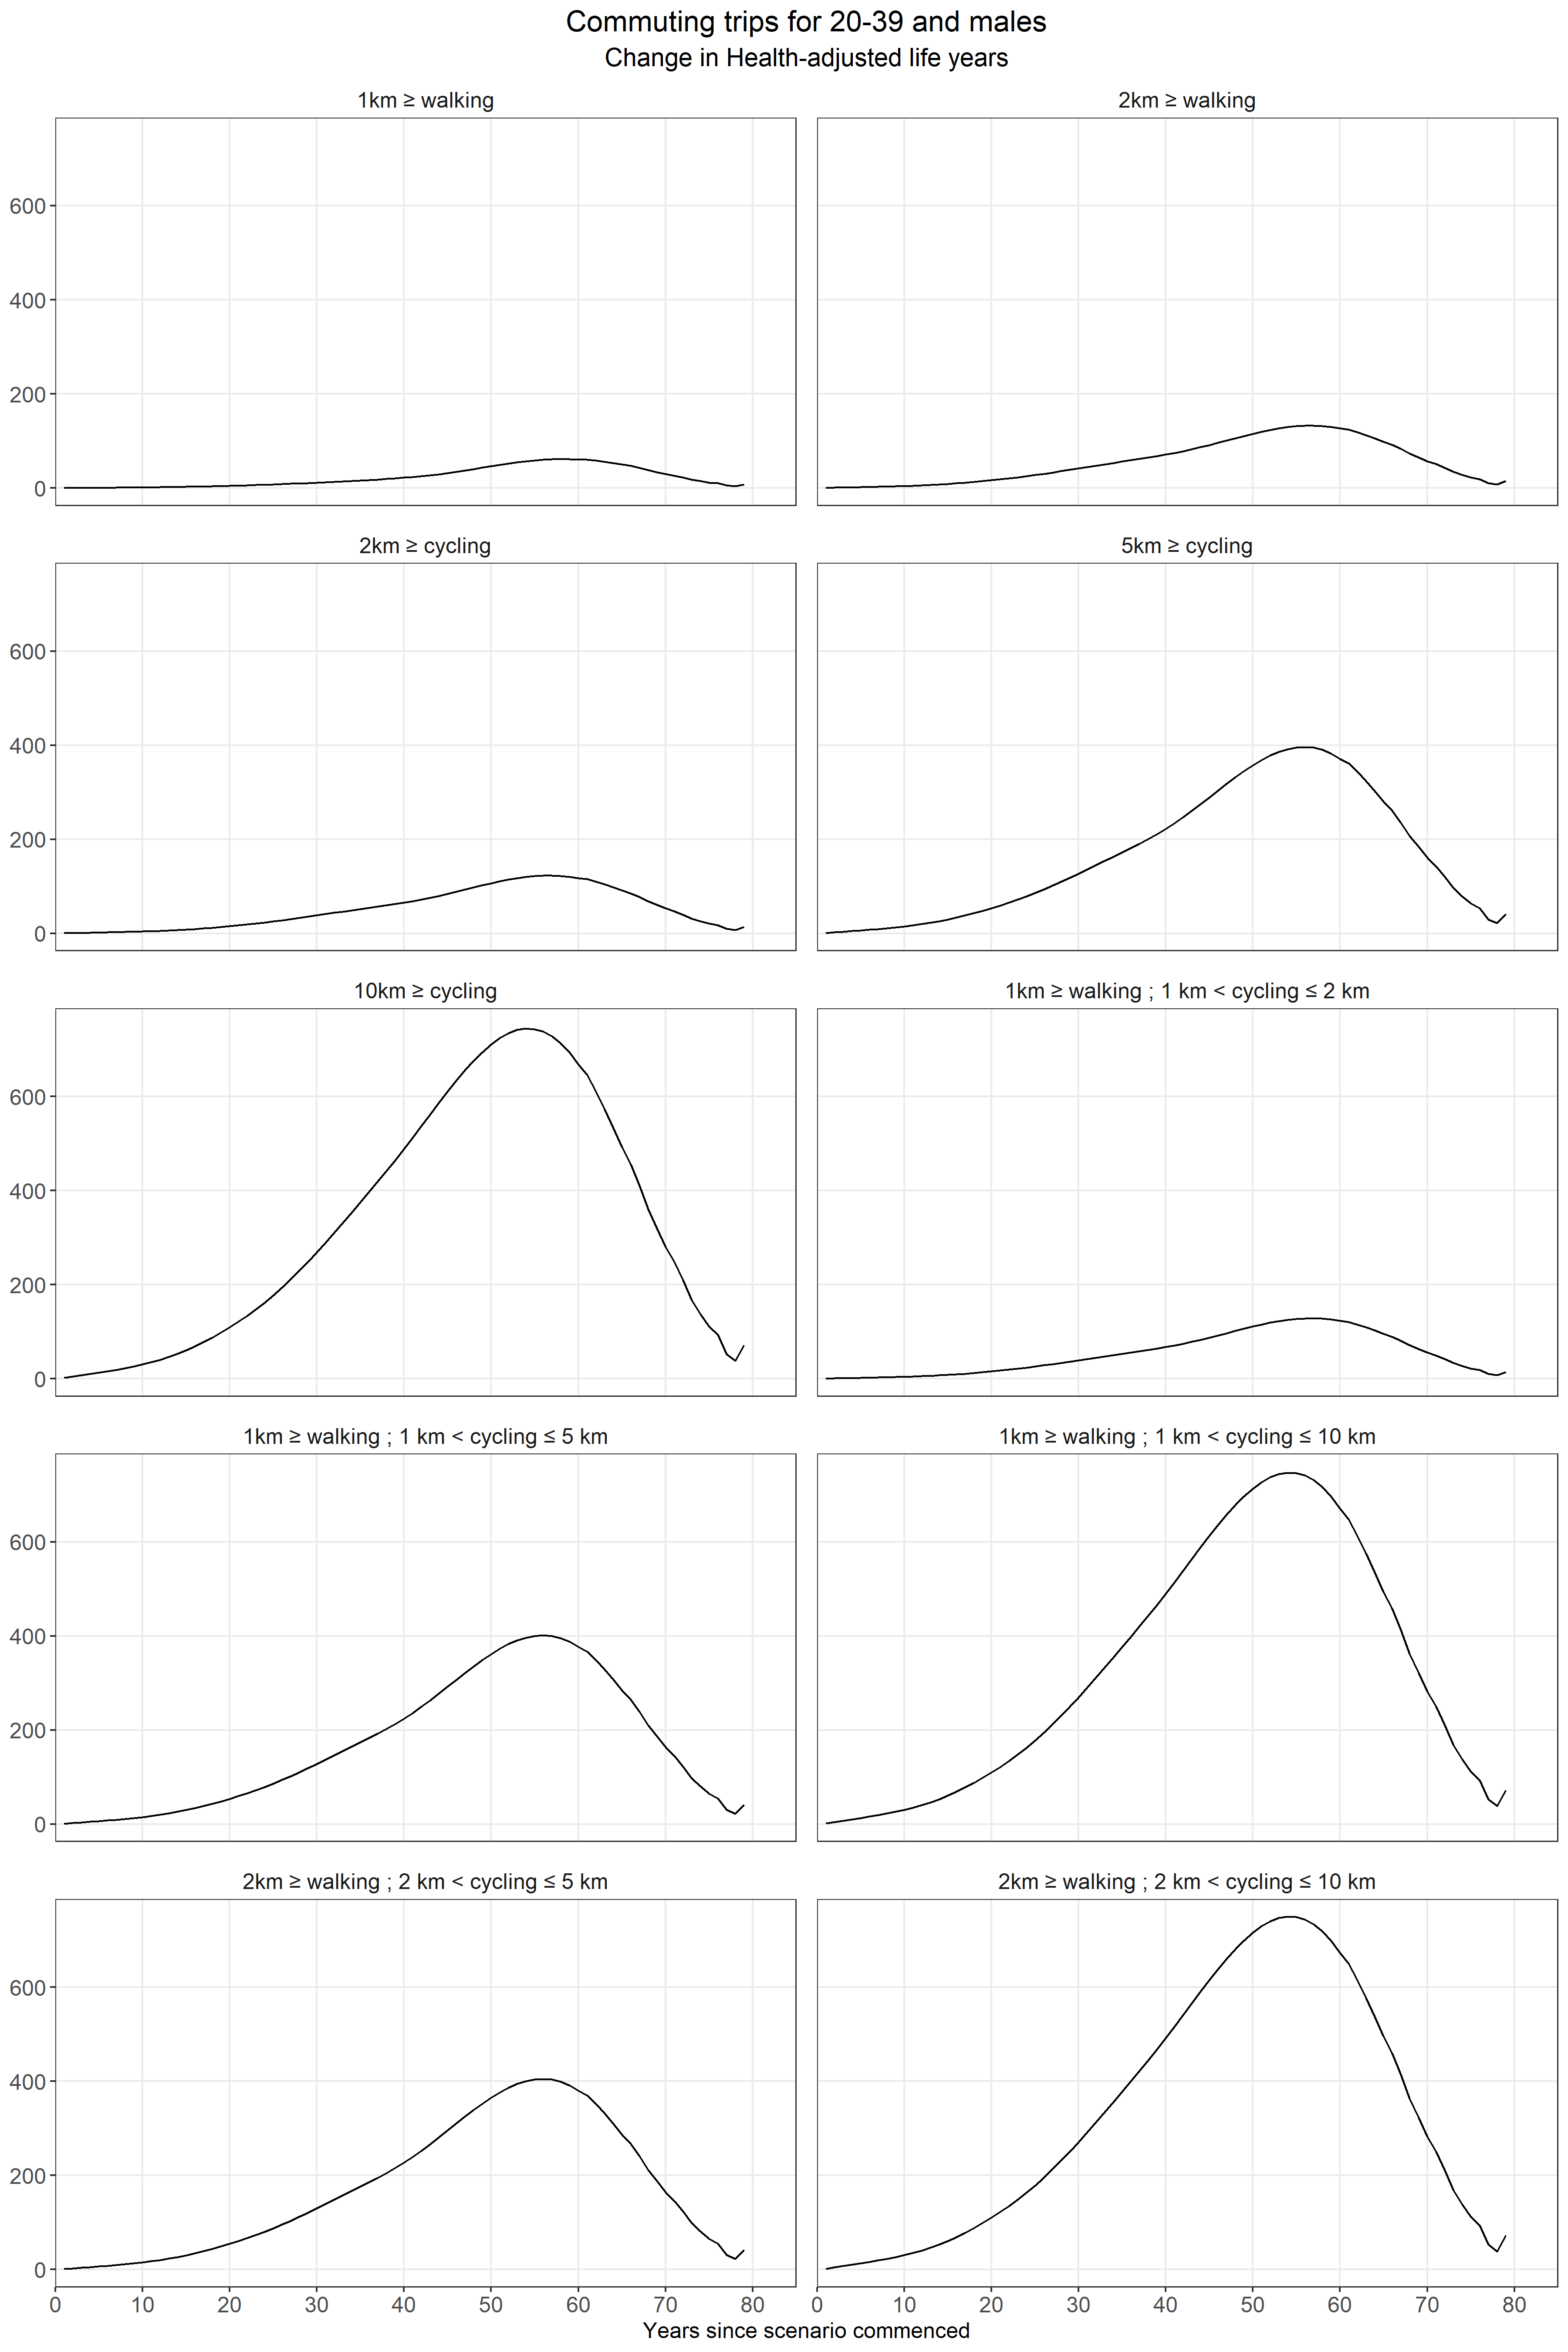 Commuting trips for 20-39 and males
Change in Health-adjusted life years
1km ≥ walking
2km ≥ walking
600
400
200
0
2km ≥ cycling
5km ≥ cycling
600
400
200
0
10km ≥ cycling
1km ≥ walking ; 1 km < cycling ≤ 2 km
600
400
200
0
1km ≥ walking ; 1 km < cycling ≤ 5 km
1km ≥ walking ; 1 km < cycling ≤ 10 km
600
400
200
0
2km ≥ walking ; 2 km < cycling ≤ 5 km
2km ≥ walking ; 2 km < cycling ≤ 10 km
600
400
200
0
0 10 20 30 40 50 60 70 80
0 10 20 30 40 50 60 70 80
Years since scenario commenced